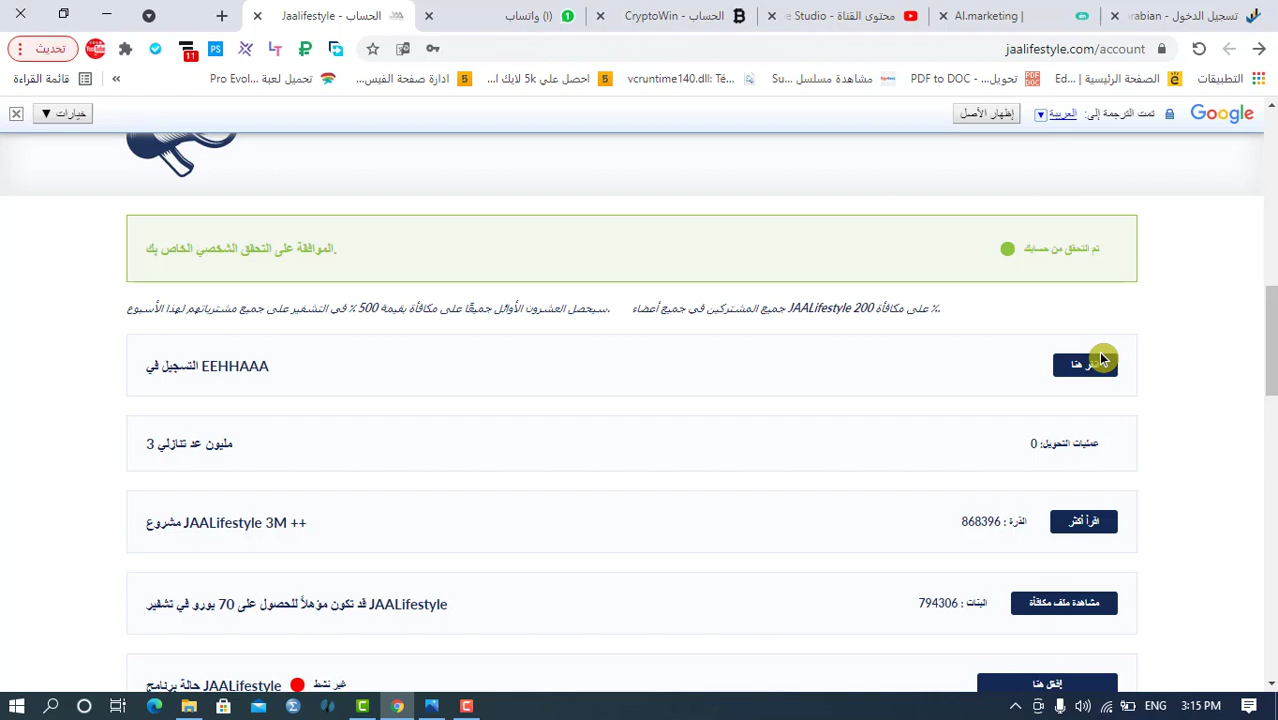 الحساب - Jaalifestyle
(١) واتساب
الحساب - CryptoWin
محتوى القناة - e Studio
AI.marketing |
تسجيل الدخول - arabian
تحديث
11
jaalifestyle.com/account
قائمة القراءة
تحميل لعبة Pro Evol...
ادارة صفحة الفيس...
احصل علي 5k لايك ا...
vcruntime140.dll: Té...
مشاهدة مسلسل Su...
تحويل... - PDF to DOC
الصفحة الرئيسية | Ed...
التطبيقات
خيارات ▼
إظهار الأصل
تمت الترجمة إلى: العربية
Google
الموافقة على التحقق الشخصي الخاص بك.
تم التحقق من حسابك
سيحصل العشرون الأوائل جميعًا على مكافأة بقيمة 500 ٪ في التشفير على جميع مشترياتهم لهذا الأسبوع.
جميع المشتركين في جميع أعضاء JAALifestyle 200 على مكافأة ٪.
التسجيل في EEHHAAA
هنا
3 مليون عد تنازلي
عمليات التحويل: 0
مشروع JAALifestyle 3M ++
الذرة : 868396
اقرأ أكثر
قد تكون مؤهلاً للحصول على 70 يورو في تشفير JAALifestyle
البنات : 794306
مشاهدة ملف مكافأة
حالة برنامج JAALifestyle
غير نشط
إفعل هنا
ENG
3:15 PM